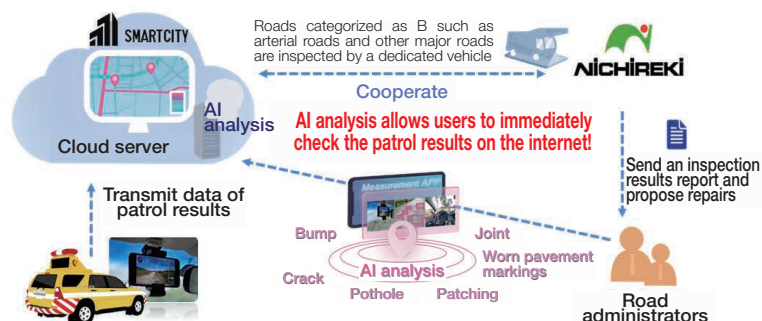 SMARTCITY
Roads categorized as B such as
arterial roads and other major roads
are inspected by a dedicated vehicle
NiCHIREKI
Cooperate
AI
analysis
Cloud server
AI analysis allows users to immediately
check the patrol results on the internet!
Transmit data of
patrol results
Measurement APP
Send an inspection
results report and
propose repairs
Bump
Joint
Crack
AI analysis
Worn pavement
markings
Pothole
Patching
Road
administrators